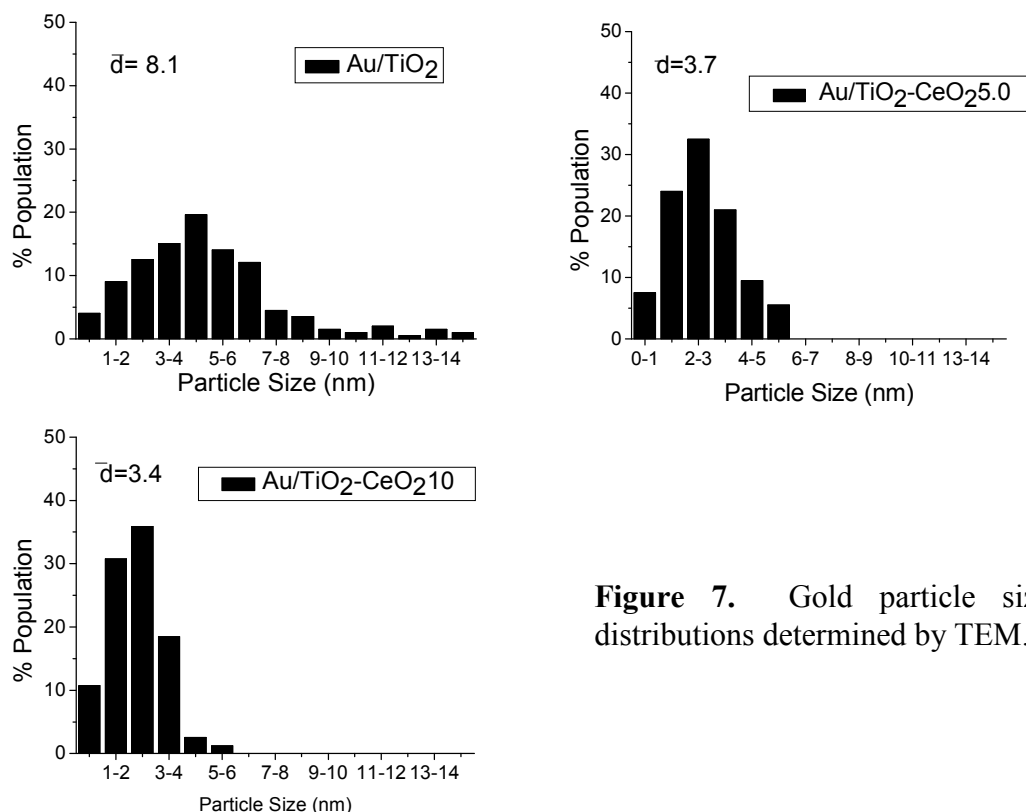 50
40
30
20
10
0
% Population
d̅= 8.1
Au/TiO₂
1-2 3-4 5-6 7-8 9-10 11-12 13-14
Particle Size (nm)
50
40
30
20
10
0
% Population
d̅=3.7
Au/TiO₂-CeO₂5.0
0-1 2-3 4-5 6-7 8-9 10-11 13-14
Particle Size (nm)
50
40
30
20
10
0
% Population
d̅=3.4
Au/TiO₂-CeO₂10
1-2 3-4 5-6 7-8 9-10 11-12 13-14
Particle Size (nm)
Figure 7. Gold particle siz
distributions determined by TEM.